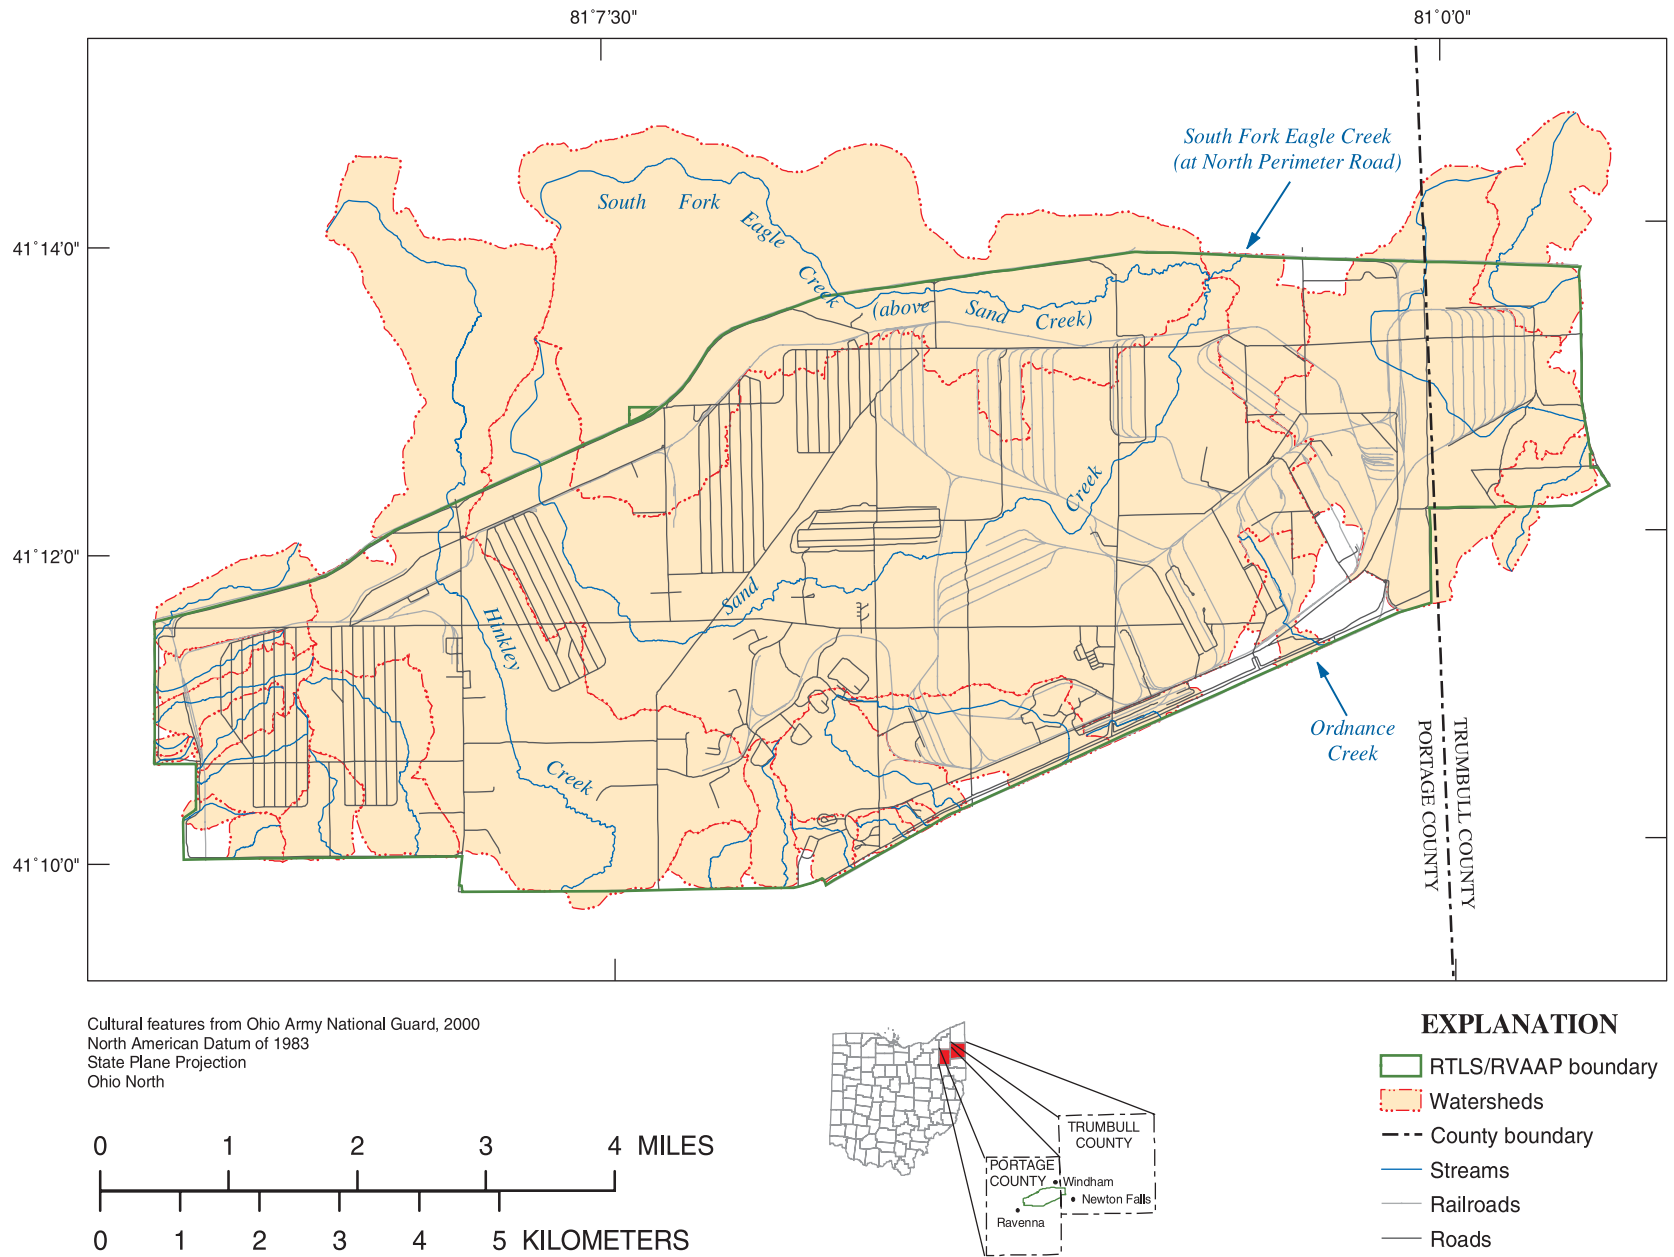 81°7'30"
81°0'0"
South Fork Eagle Creek
(at North Perimeter Road)
South Fork
Eagle
Creek
41°14'0"
(above Sand Creek)
Creek
41°12'0"
Sand
Hinkley
Creek
Ordnance
Creek
PORTAGE COUNTY
TRUMBULL COUNTY
41°10'0"
Cultural features from Ohio Army National Guard, 2000
North American Datum of 1983
State Plane Projection
Ohio North
0 1 2 3 4 MILES
0 1 2 3 4 5 KILOMETERS
TRUMBULL
COUNTY
PORTAGE
COUNTY
Windham
Newton Falls
Ravenna
EXPLANATION
RTLS/RVAAP boundary
Watersheds
County boundary
Streams
Railroads
Roads